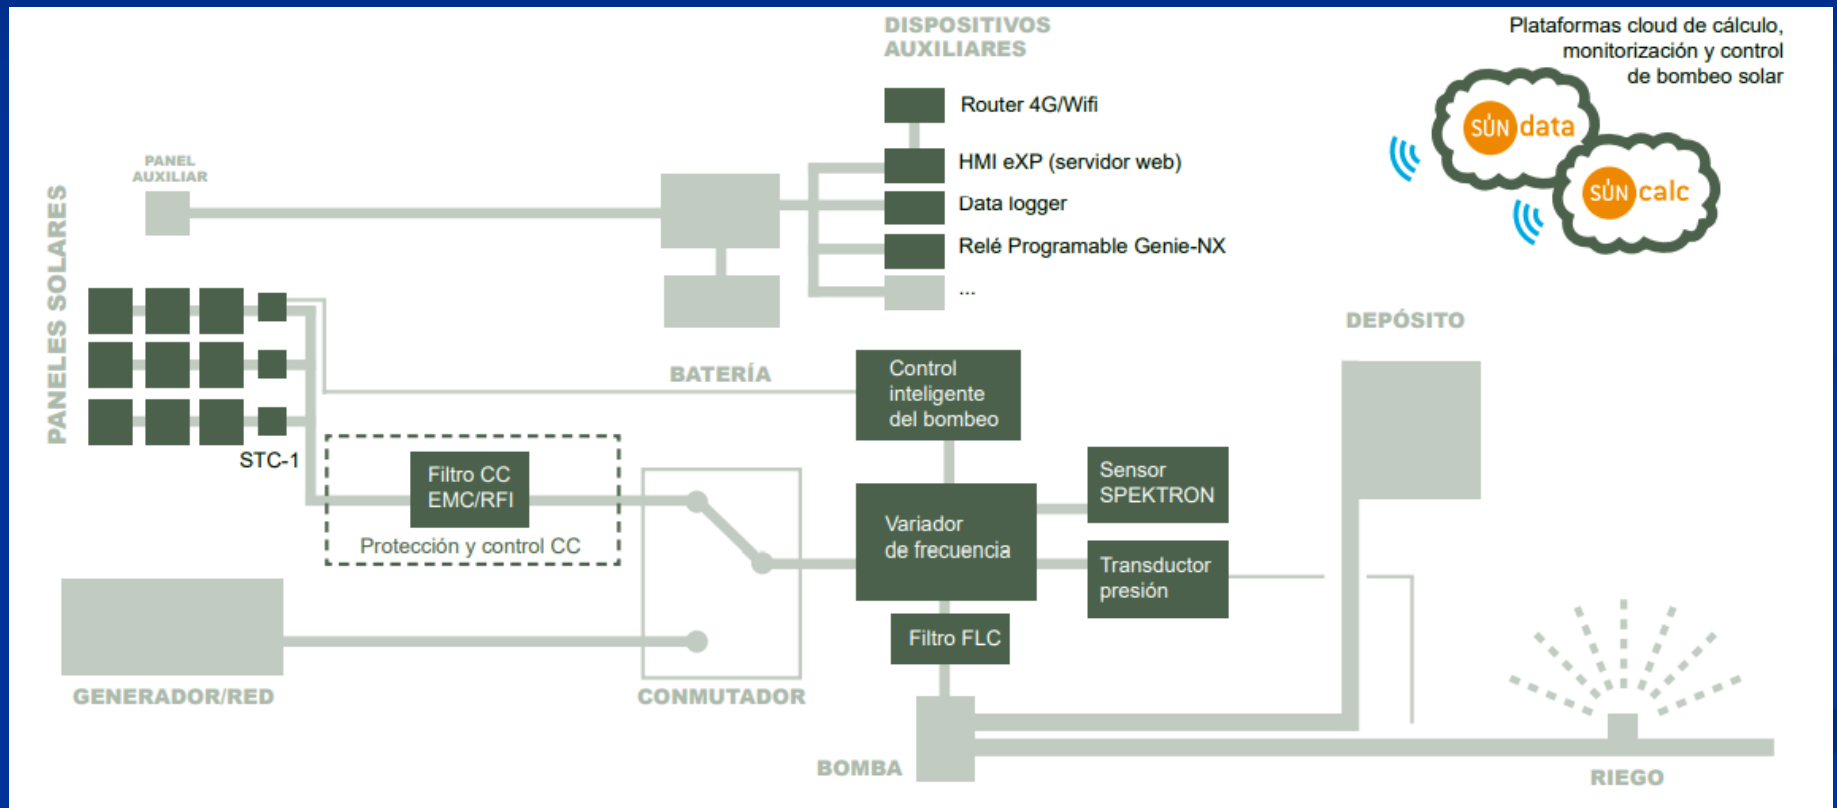 DISPOSITIVOS
AUXILIARES
Plataformas cloud de cálculo,
monitorización y control
de bombeo solar
Router 4G/Wifi
SÙN data
HMI eXP (servidor web)
SÙN calc
PANEL
AUXILIAR
Data logger
Relé Programable Genie-NX
...
PANELES SOLARES
DEPÓSITO
BATERÍA
Control
inteligente
del bombeo
STC-1
Filtro CC
EMC/RFI
Protección y control CC
Sensor
SPEKTRON
Variador
de frecuencia
Transductor
presión
Filtro FLC
GENERADOR/RED
CONMUTADOR
BOMBA
RIEGO